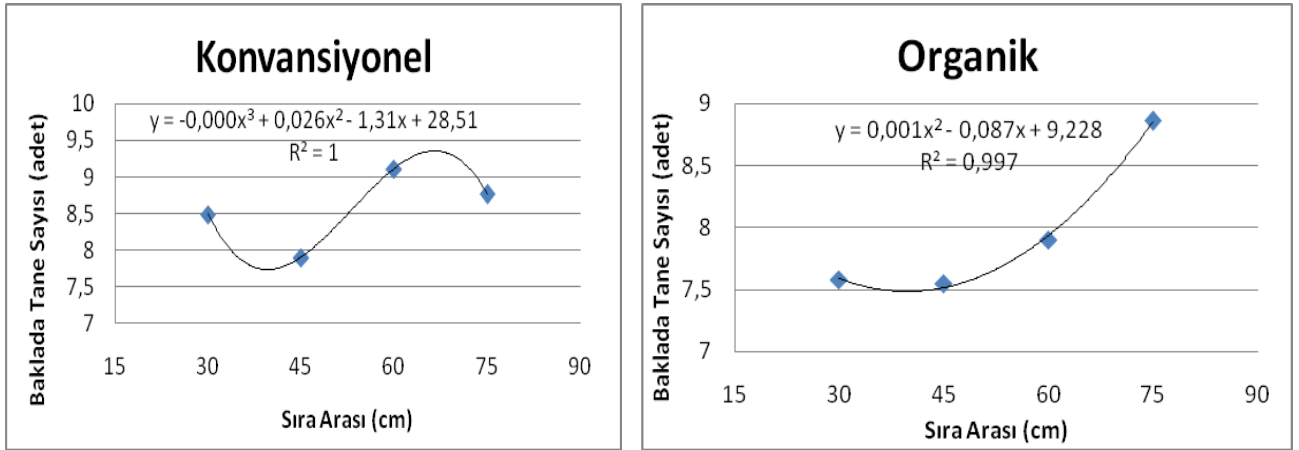 Konvansiyonel
y = -0,000x³ + 0,026x² - 1,31x + 28,51
R² = 1
Baklada Tane Sayısı (adet)
10
9,5
9
8,5
8
7,5
7
15 30 45 60 75 90
Sıra Arası (cm)
Organik
y = 0,001x² - 0,087x + 9,228
R² = 0,997
Baklada Tane Sayısı (adet)
9
8,5
8
7,5
7
15 30 45 60 75 90
Sıra Arası (cm)